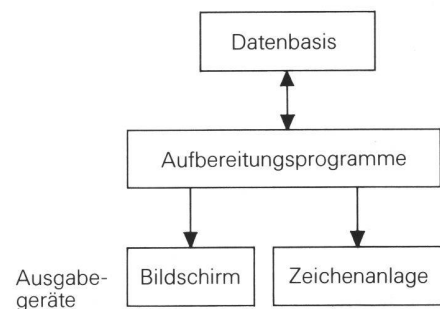 Datenbasis
Aufbereitungsprogramme
Ausgabe-
geräte
Bildschirm
Zeichenanlage